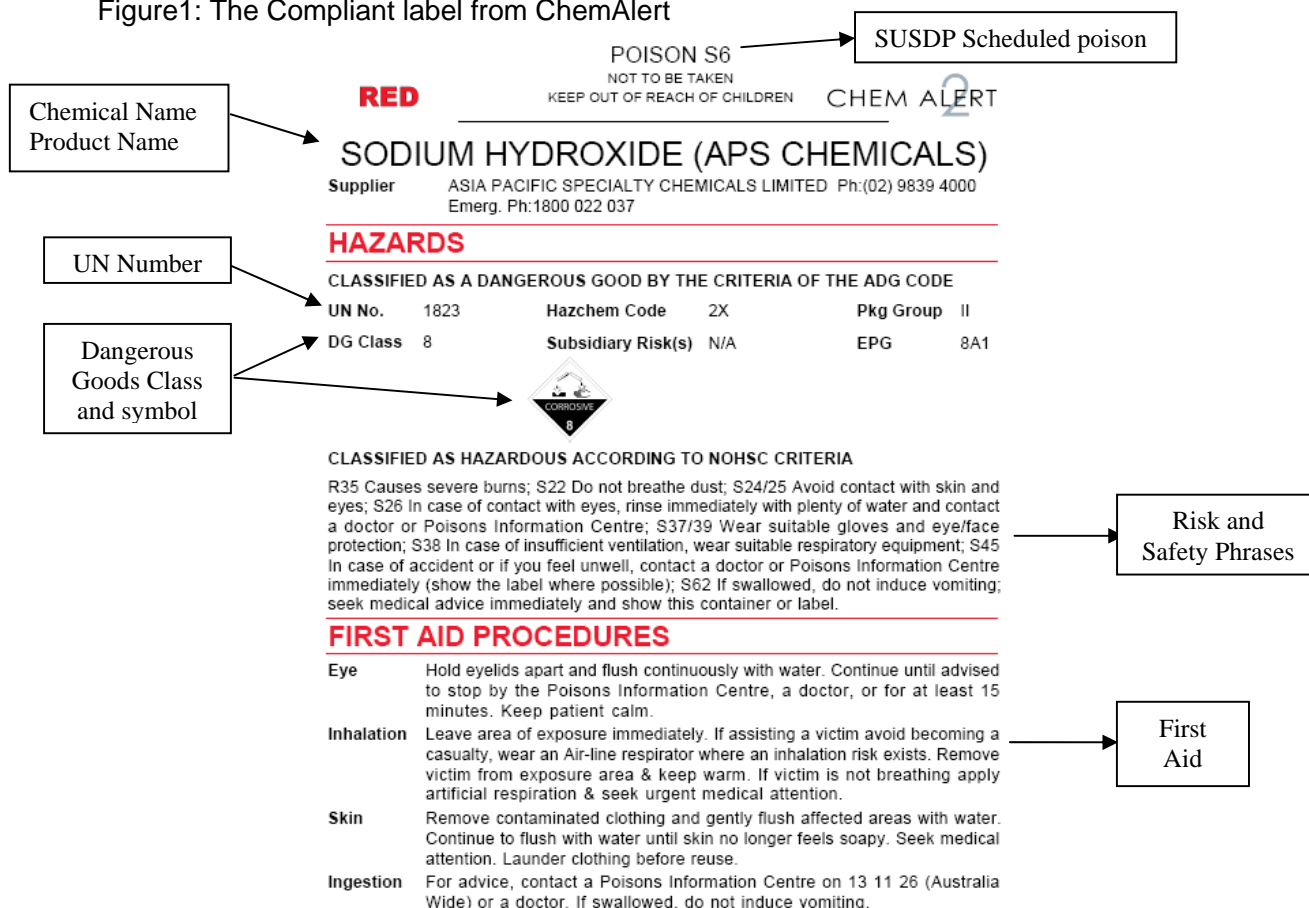 Figure1: The Compliant label from ChemAlert
SUSDP Scheduled poison
POISON S6
NOT TO BE TAKEN
KEEP OUT OF REACH OF CHILDREN
RED
CHEM ALERT
2
Chemical Name
Product Name
SODIUM HYDROXIDE (APS CHEMICALS)
Supplier ASIA PACIFIC SPECIALTY CHEMICALS LIMITED Ph:(02) 9839 4000
Emerg. Ph:1800 022 037
HAZARDS
UN Number
CLASSIFIED AS A DANGEROUS GOOD BY THE CRITERIA OF THE ADG CODE
UN No. 1823 Hazchem Code 2X Pkg Group II
DG Class 8 Subsidiary Risk(s) N/A EPG 8A1
Dangerous
Goods Class
and symbol
CORROSIVE
8
CLASSIFIED AS HAZARDOUS ACCORDING TO NOHSC CRITERIA
R35 Causes severe burns; S22 Do not breathe dust; S24/25 Avoid contact with skin and
eyes; S26 In case of contact with eyes, rinse immediately with plenty of water and contact
a doctor or Poisons Information Centre; S37/39 Wear suitable gloves and eye/face
protection; S38 In case of insufficient ventilation, wear suitable respiratory equipment; S45
In case of accident or if you feel unwell, contact a doctor or Poisons Information Centre
immediately (show the label where possible); S62 If swallowed, do not induce vomiting;
seek medical advice immediately and show this container or label.
Risk and
Safety Phrases
FIRST AID PROCEDURES
Eye Hold eyelids apart and flush continuously with water. Continue until advised
to stop by the Poisons Information Centre, a doctor, or for at least 15
minutes. Keep patient calm.
Inhalation Leave area of exposure immediately. If assisting a victim avoid becoming a
casualty, wear an Air-line respirator where an inhalation risk exists. Remove
victim from exposure area & keep warm. If victim is not breathing apply
artificial respiration & seek urgent medical attention.
First
Aid
Skin Remove contaminated clothing and gently flush affected areas with water.
Continue to flush with water until skin no longer feels soapy. Seek medical
attention. Launder clothing before reuse.
Ingestion For advice, contact a Poisons Information Centre on 13 11 26 (Australia
Wide) or a doctor. If swallowed, do not induce vomiting.